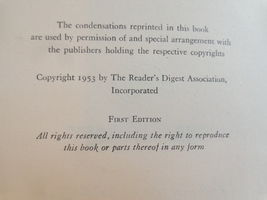 The condensations reprinted in this book
are used by permission of and special arrangement with
the publishers holding the respective copyrights
Copyright 1953 by The Reader's Digest Association,
Incorporated
First Edition
All rights reserved, including the right to reproduce
this book or parts thereof in any form